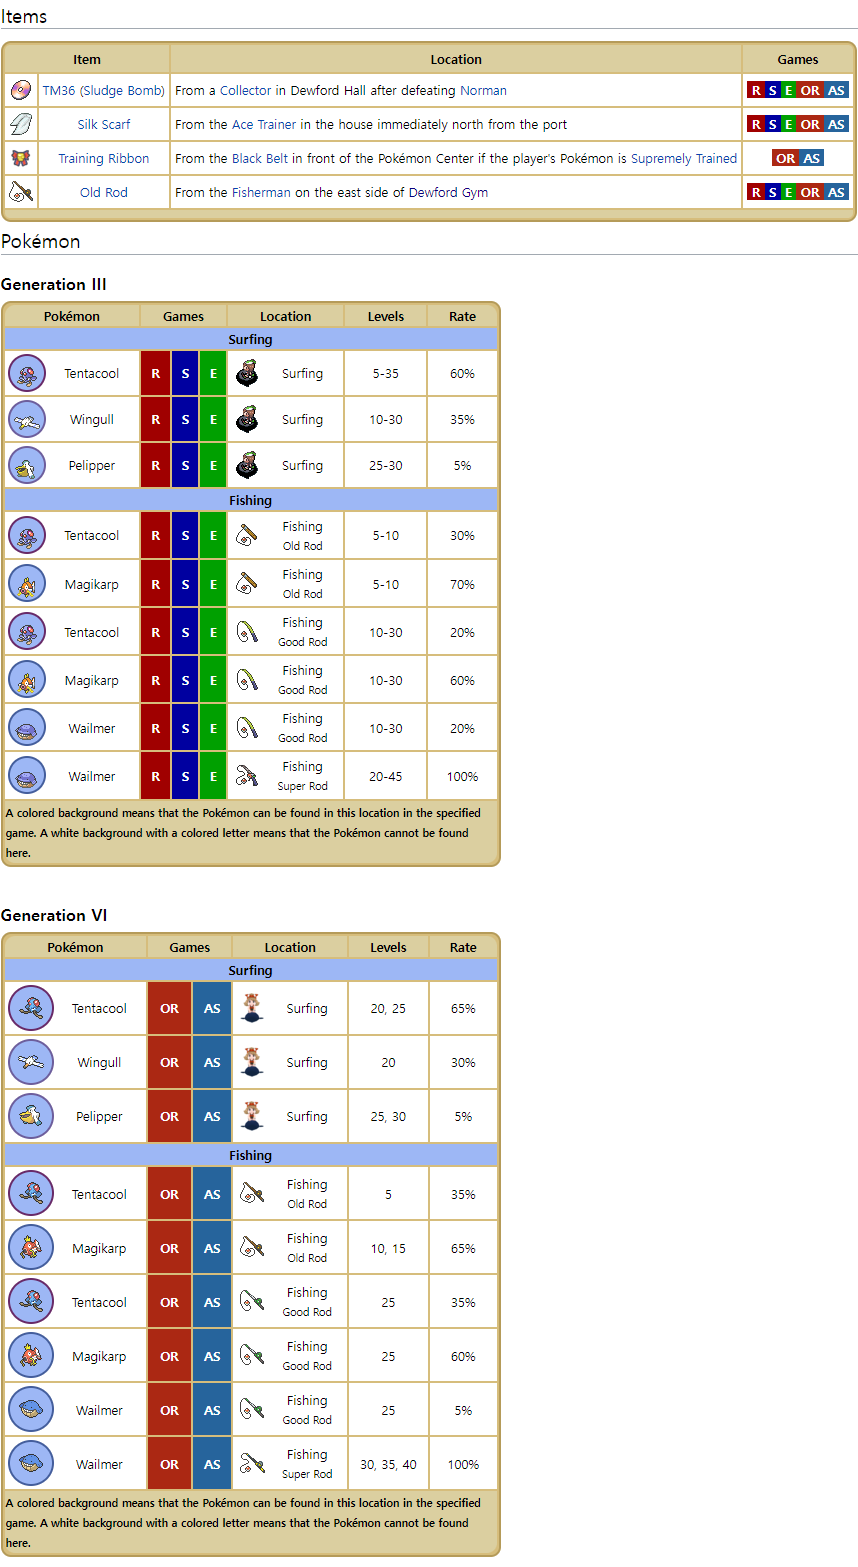 Items
Item Location Games
TM36 (Sludge Bomb) From a Collector in Dewford Hall after defeating Norman R S E OR AS
Silk Scarf From the Ace Trainer in the house immediately north from the port R S E OR AS
Training Ribbon From the Black Belt in front of the Pokémon Center if the player's Pokémon is Supremely Trained OR AS
Old Rod From the Fisherman on the east side of Dewford Gym R S E OR AS
Pokémon
Generation III
Pokémon Games Location Levels Rate
Surfing
Tentacool R S E Surfing 5-35 60%
Wingull R S E Surfing 10-30 35%
Pelipper R S E Surfing 25-30 5%
Fishing
Tentacool R S E Fishing Old Rod 5-10 30%
Magikarp R S E Fishing Old Rod 5-10 70%
Tentacool R S E Fishing Good Rod 10-30 20%
Magikarp R S E Fishing Good Rod 10-30 60%
Wailmer R S E Fishing Good Rod 10-30 20%
Wailmer R S E Fishing Super Rod 20-45 100%
A colored background means that the Pokémon can be found in this location in the specified
game. A white background with a colored letter means that the Pokémon cannot be found
here.
Generation VI
Pokémon Games Location Levels Rate
Surfing
Tentacool OR AS Surfing 20, 25 65%
Wingull OR AS Surfing 20 30%
Pelipper OR AS Surfing 25, 30 5%
Fishing
Tentacool OR AS Fishing Old Rod 5 35%
Magikarp OR AS Fishing Old Rod 10, 15 65%
Tentacool OR AS Fishing Good Rod 25 35%
Magikarp OR AS Fishing Good Rod 25 60%
Wailmer OR AS Fishing Good Rod 25 5%
Wailmer OR AS Fishing Super Rod 30, 35, 40 100%
A colored background means that the Pokémon can be found in this location in the specified
game. A white background with a colored letter means that the Pokémon cannot be found
here.